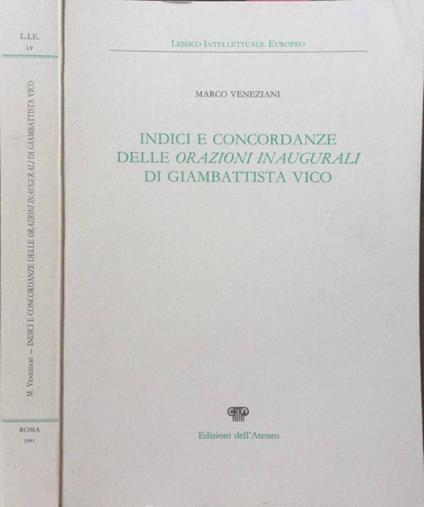 L.I.E.
LV
M. VENEZIANI — INDICI E CONCORDANZE DELLE ORAZIONI INAUGURALI DI GIAMBATTISTA VICO
ROMA
1991
LESSICO INTELLETTUALE EUROPEO
MARCO VENEZIANI
INDICI E CONCORDANZE
DELLE ORAZIONI INAUGURALI
DI GIAMBATTISTA VICO
Edizioni dell'Ateneo